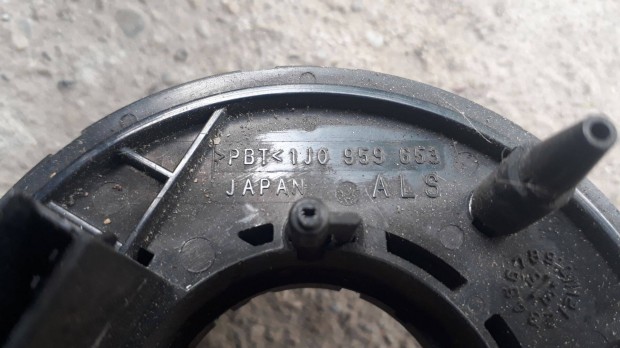 >PBT< 1J0 959 653
JAPAN ALS